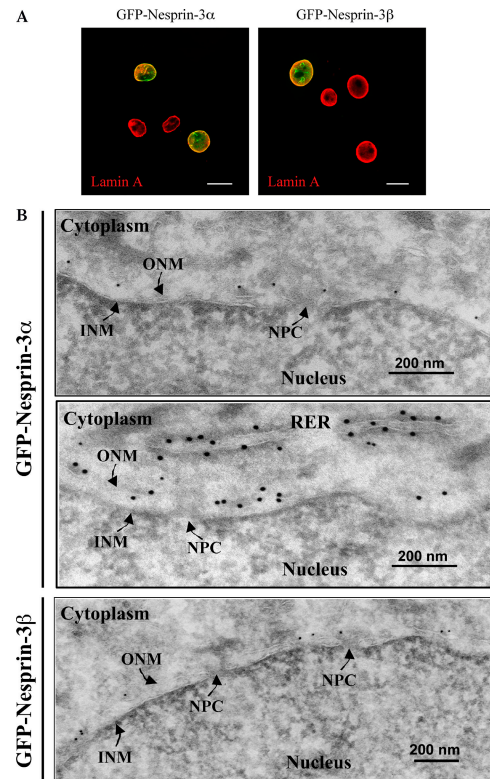 A
GFP-Nesprin-3α
GFP-Nesprin-3β
Lamin A
Lamin A
B
GFP-Nesprin-3α
Cytoplasm
ONM
INM
NPC
200 nm
Nucleus
Cytoplasm
RER
ONM
INM
NPC
200 nm
Nucleus
GFP-Nesprin-3β
Cytoplasm
ONM
NPC
NPC
INM
200 nm
Nucleus